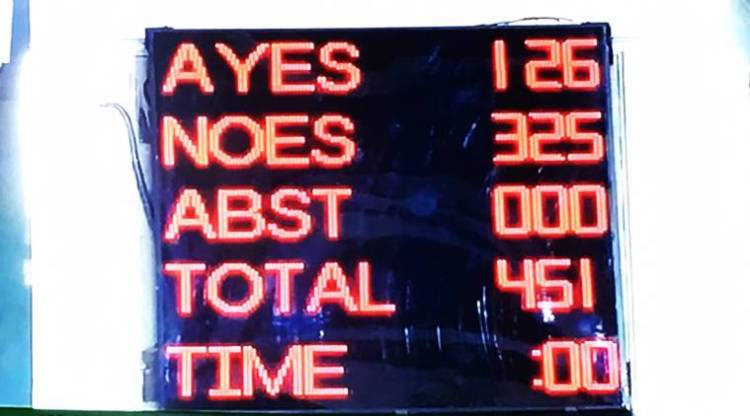 AYES 126
NOES 325
ABST 000
TOTAL 451
TIME :00